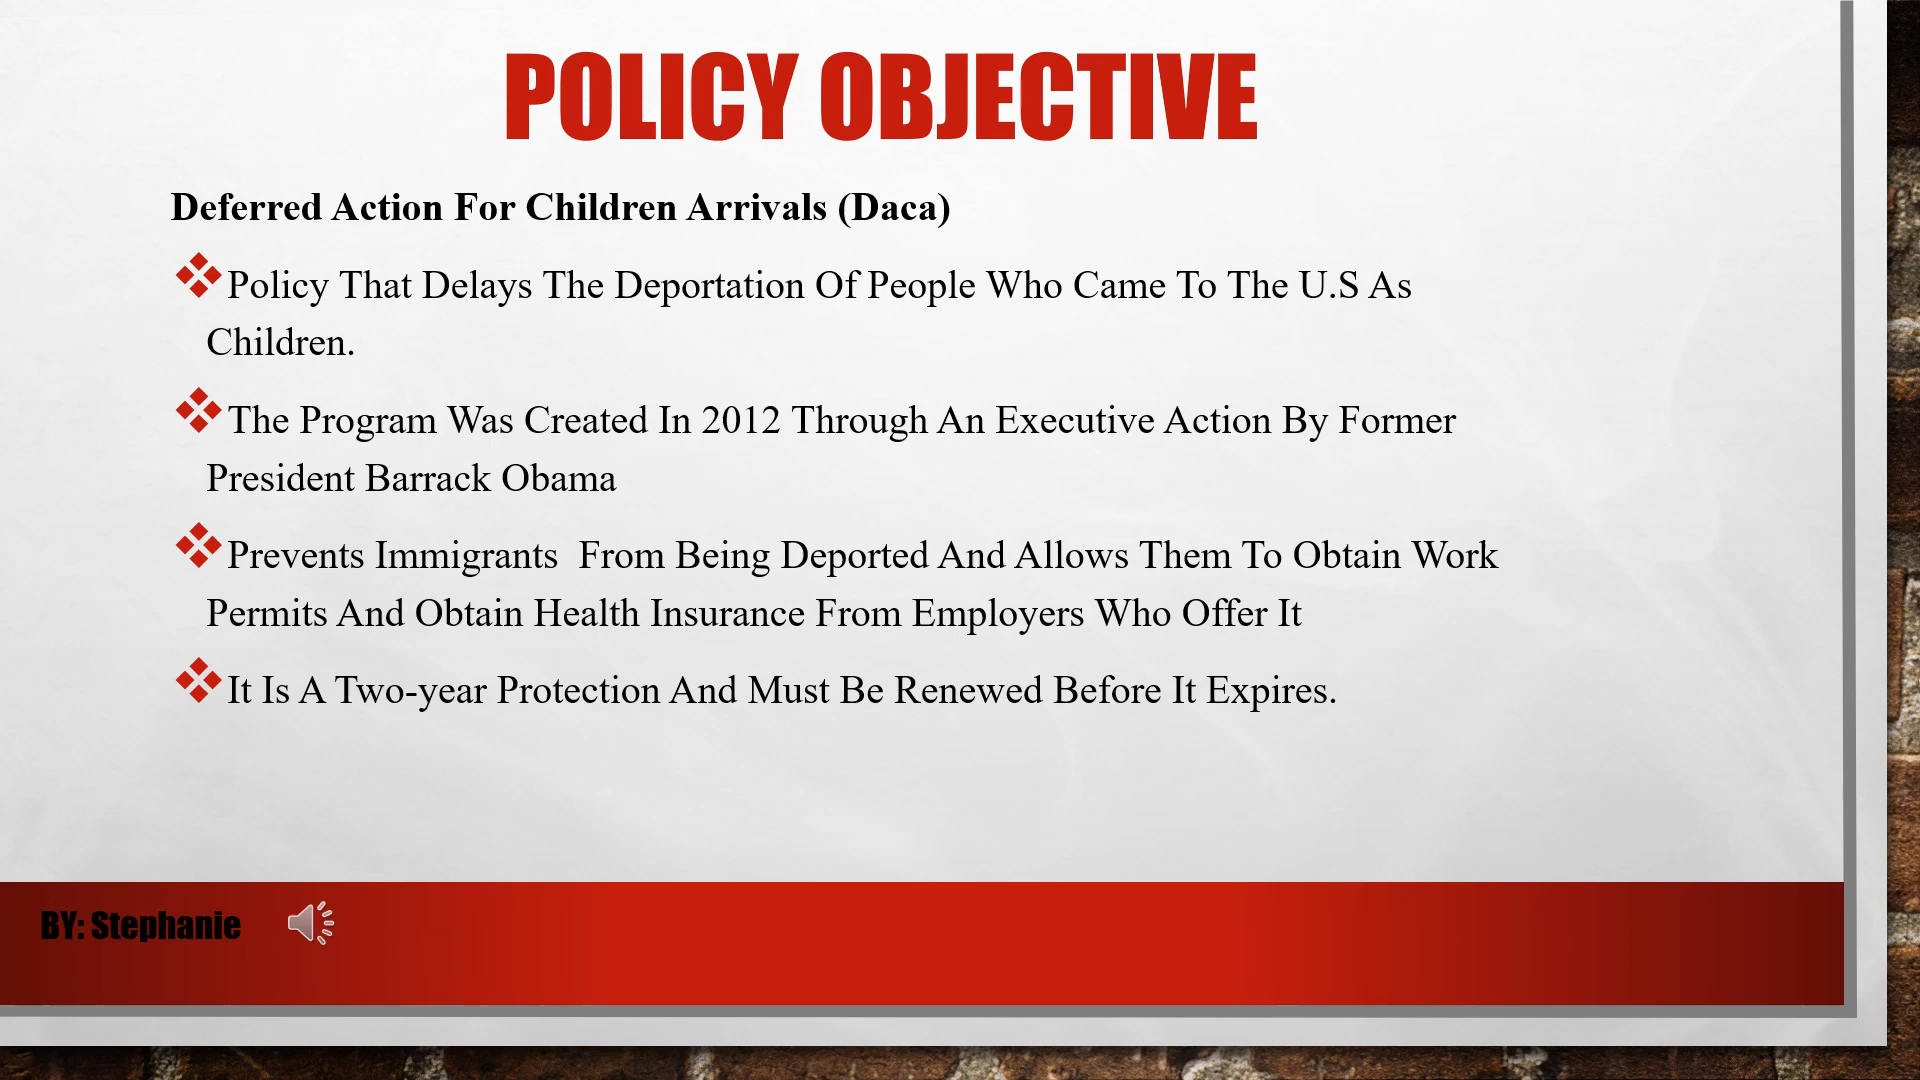 POLICY OBJECTIVE
Deferred Action For Children Arrivals (Daca)
❖Policy That Delays The Deportation Of People Who Came To The U.S As
Children.
❖The Program Was Created In 2012 Through An Executive Action By Former
President Barrack Obama
❖Prevents Immigrants  From Being Deported And Allows Them To Obtain Work
Permits And Obtain Health Insurance From Employers Who Offer It
❖It Is A Two-year Protection And Must Be Renewed Before It Expires.
BY: Stephanie